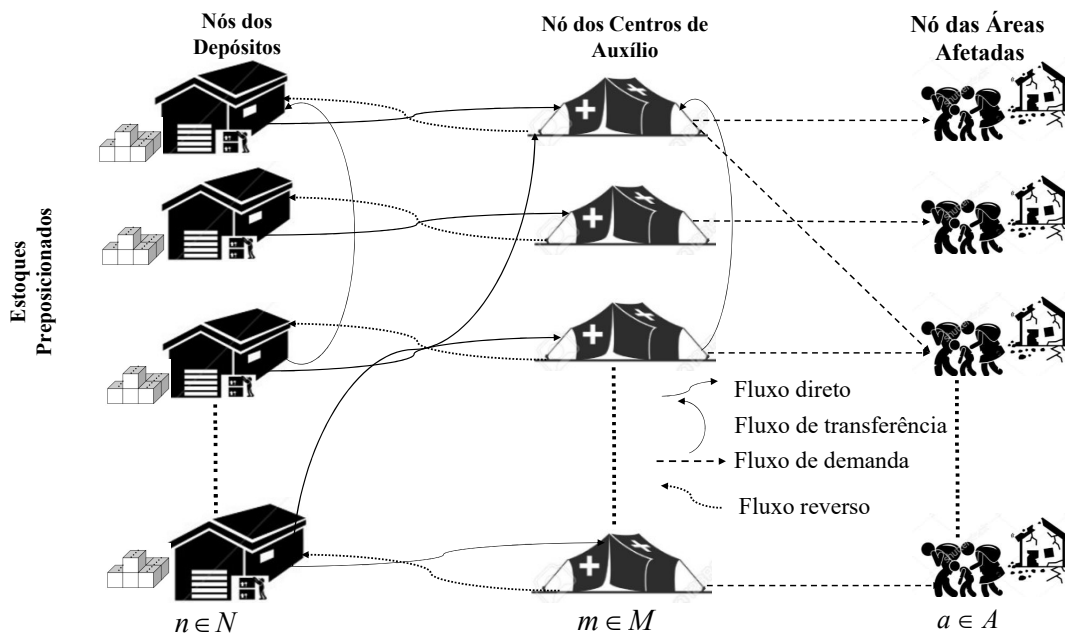 Nós dos
Depósitos
Nó dos Centros de
Auxílio
Nó das Áreas
Afetadas
Estoques
Preposicionados
Fluxo direto
Fluxo de transferência
Fluxo de demanda
Fluxo reverso
n ∈ N
m ∈ M
a ∈ A